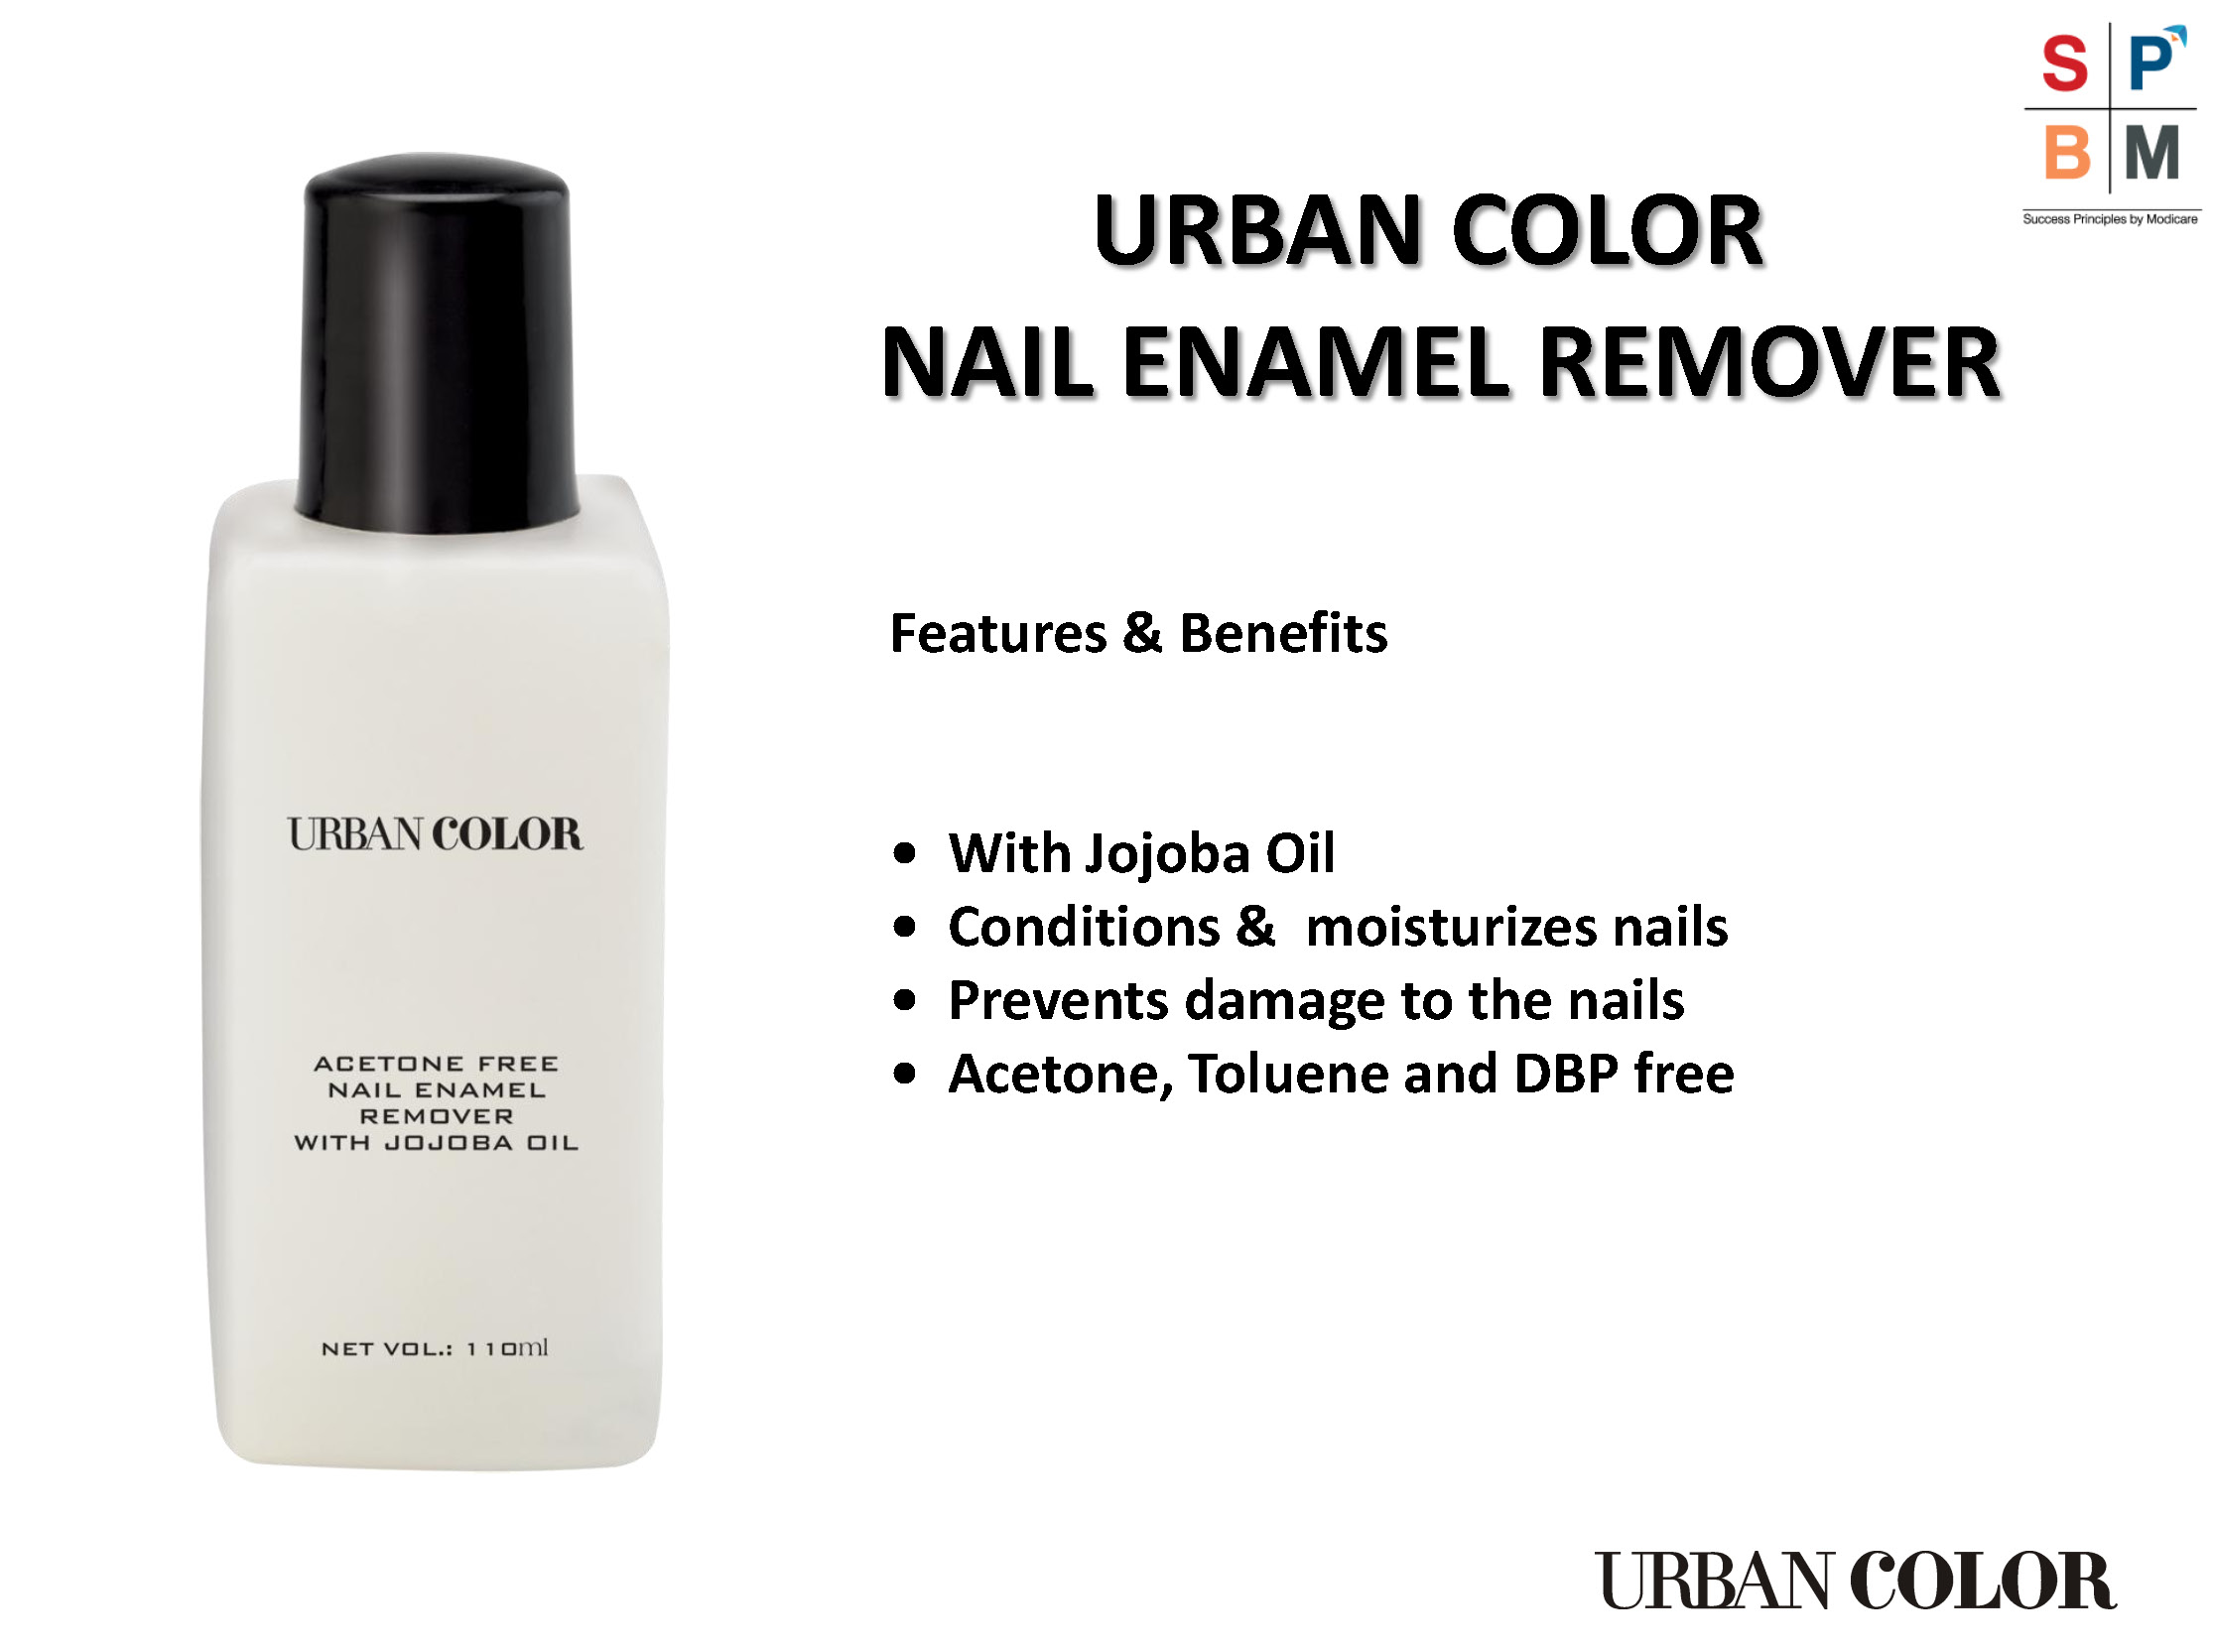 S P
B M
Success Principles by Modicare
URBAN COLOR
NAIL ENAMEL REMOVER
Features & Benefits
• With Jojoba Oil
• Conditions &  moisturizes nails
• Prevents damage to the nails
• Acetone, Toluene and DBP free
URBAN COLOR
ACETONE FREE
NAIL ENAMEL
REMOVER
WITH JOJOBA OIL
NET VOL.: 110ml
URBAN COLOR